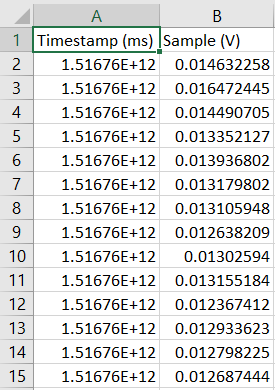 A B
1 Timestamp (ms) Sample (V)
2 1.51676E+12 0.014632258
3 1.51676E+12 0.016472445
4 1.51676E+12 0.014490705
5 1.51676E+12 0.013352127
6 1.51676E+12 0.013936802
7 1.51676E+12 0.013179802
8 1.51676E+12 0.013105948
9 1.51676E+12 0.012638209
10 1.51676E+12 0.01302594
11 1.51676E+12 0.013155184
12 1.51676E+12 0.012367412
13 1.51676E+12 0.012933623
14 1.51676E+12 0.012798225
15 1.51676E+12 0.012687444